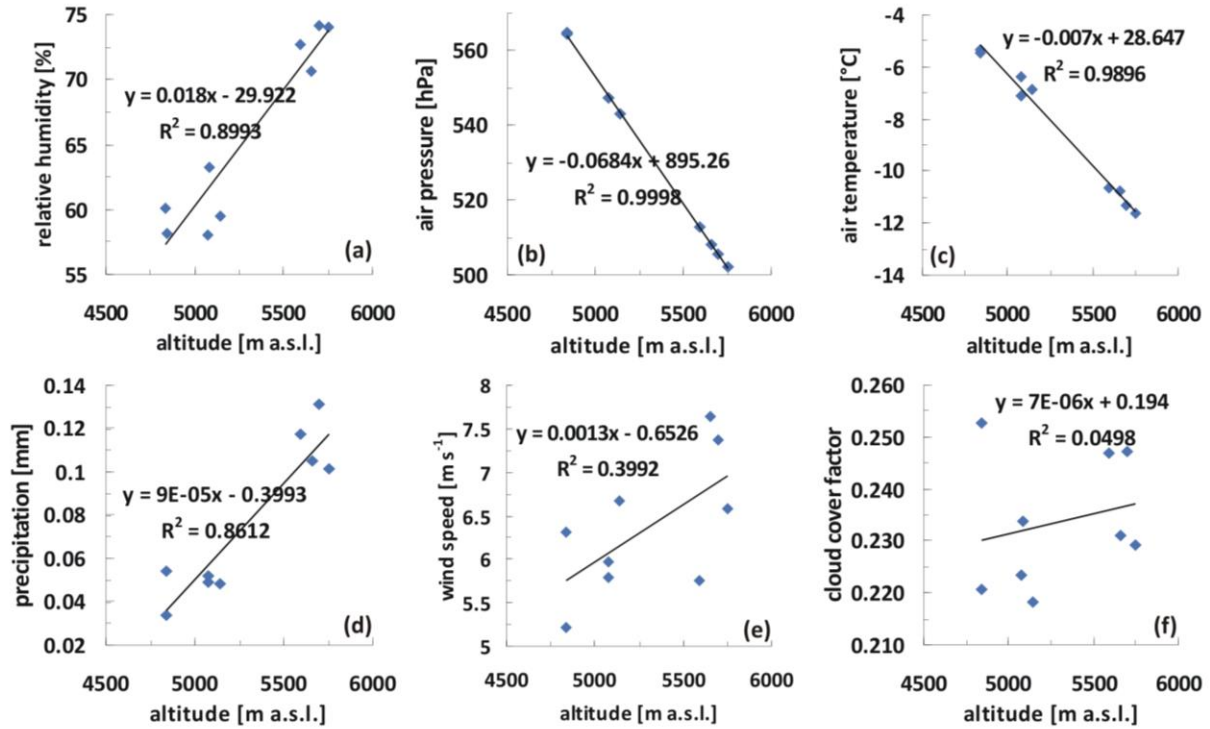 75
70
65
60
55
relative humidity [%]
y = 0.018x - 29.922
R² = 0.8993
(a)
4500 5000 5500 6000
altitude [m a.s.l.]
560
540
520
500
air pressure [hPa]
y = -0.0684x + 895.26
R² = 0.9998
(b)
4500 5000 5500 6000
altitude [m a.s.l.]
-4
-6
-8
-10
-12
-14
air temperature [°C]
y = -0.007x + 28.647
R² = 0.9896
(c)
4500 5000 5500 6000
altitude [m a.s.l.]
0.14
0.12
0.1
0.08
0.06
0.04
0.02
precipitation [mm]
y = 9E-05x - 0.3993
R² = 0.8612
(d)
4500 5000 5500 6000
altitude [m a.s.l.]
8
7.5
7
6.5
6
5.5
5
wind speed [m s⁻¹]
y = 0.0013x - 0.6526
R² = 0.3992
(e)
4500 5000 5500 6000
altitude [m a.s.l.]
0.260
0.250
0.240
0.230
0.220
0.210
cloud cover factor
y = 7E-06x + 0.194
R² = 0.0498
(f)
4500 5000 5500 6000
altitude [m a.s.l.]